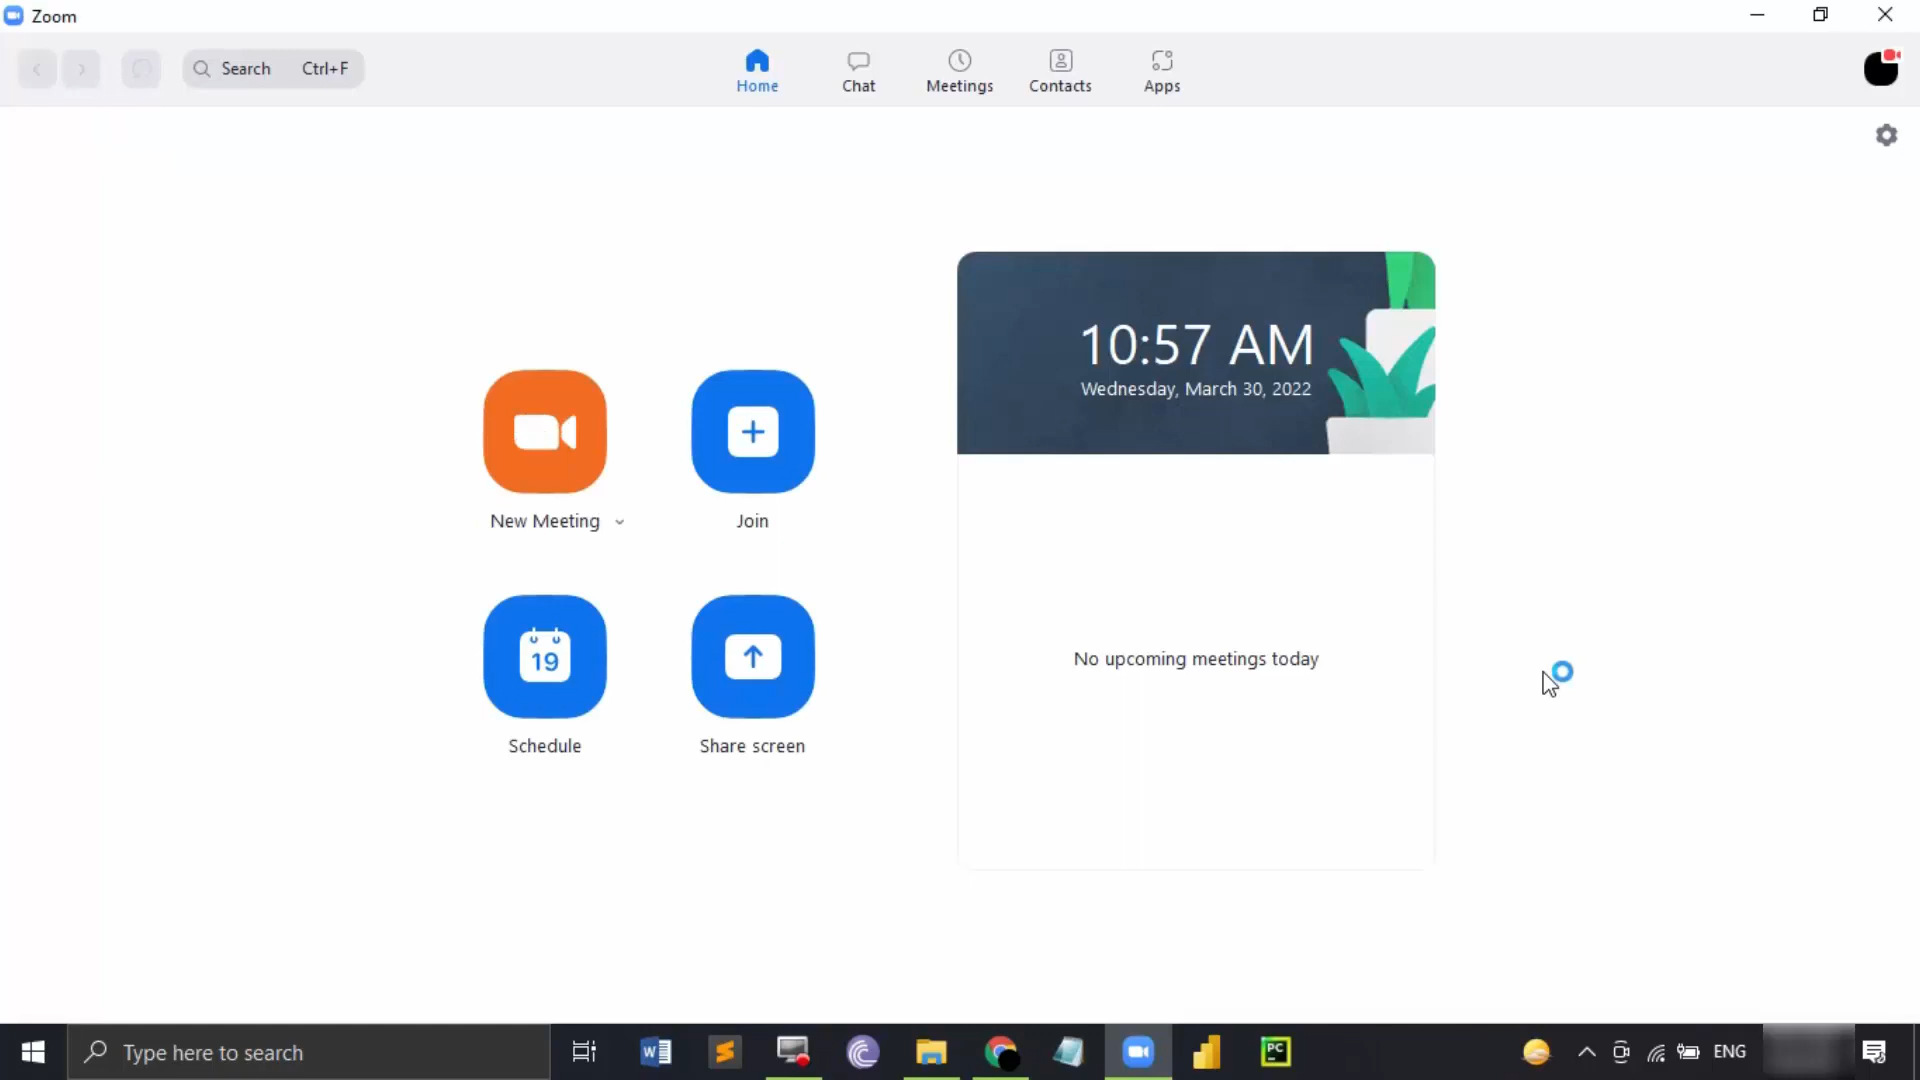 Zoom
Search Ctrl+F
Home
Chat
Meetings
Contacts
Apps
10:57 AM
Wednesday, March 30, 2022
New Meeting
Join
19
Schedule
Share screen
No upcoming meetings today
Type here to search
W
S
PC
ENG